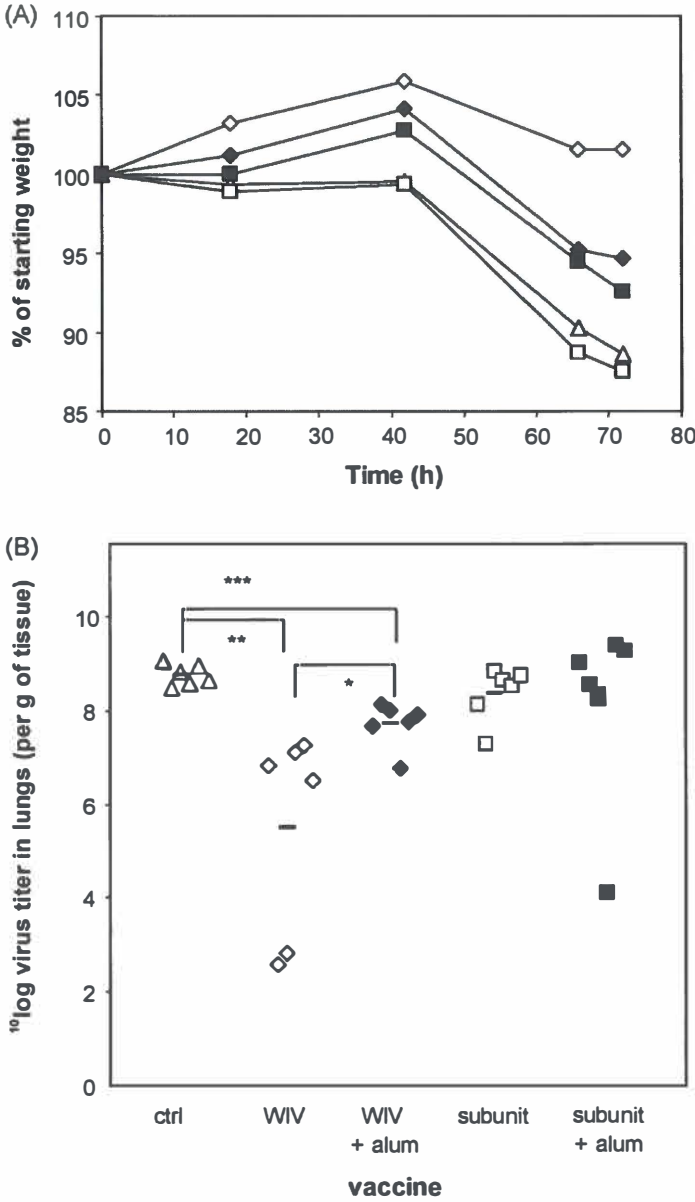 (A)
110
105
100
95
90
85
% of starting weight
0 10 20 30 40 50 60 70 80
Time (h)
(B)
10
8
6
4
2
0
¹⁰log virus titer in lungs (per g of tissue)
***
**
*
ctrl WIV WIV subunit subunit
+ alum + alum
vaccine